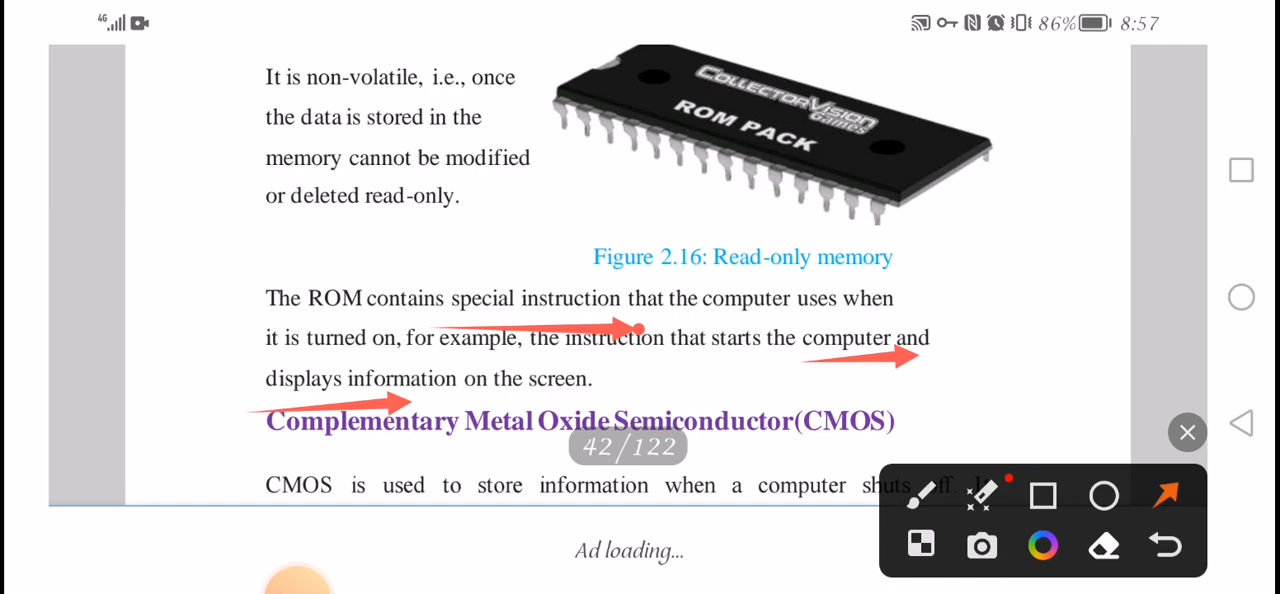 4G
86% 8:57
It is non-volatile, i.e., once
the data is stored in the
memory cannot be modified
or deleted read-only.
COLLECTORVISION
Games
ROM PACK
Figure 2.16: Read-only memory
The ROM contains special instruction that the computer uses when
it is turned on, for example, the instruction that starts the computer and
displays information on the screen.
Complementary Metal Oxide Semiconductor(CMOS)
42/122
CMOS is used to store information when a computer shuts off.
Ad loading...